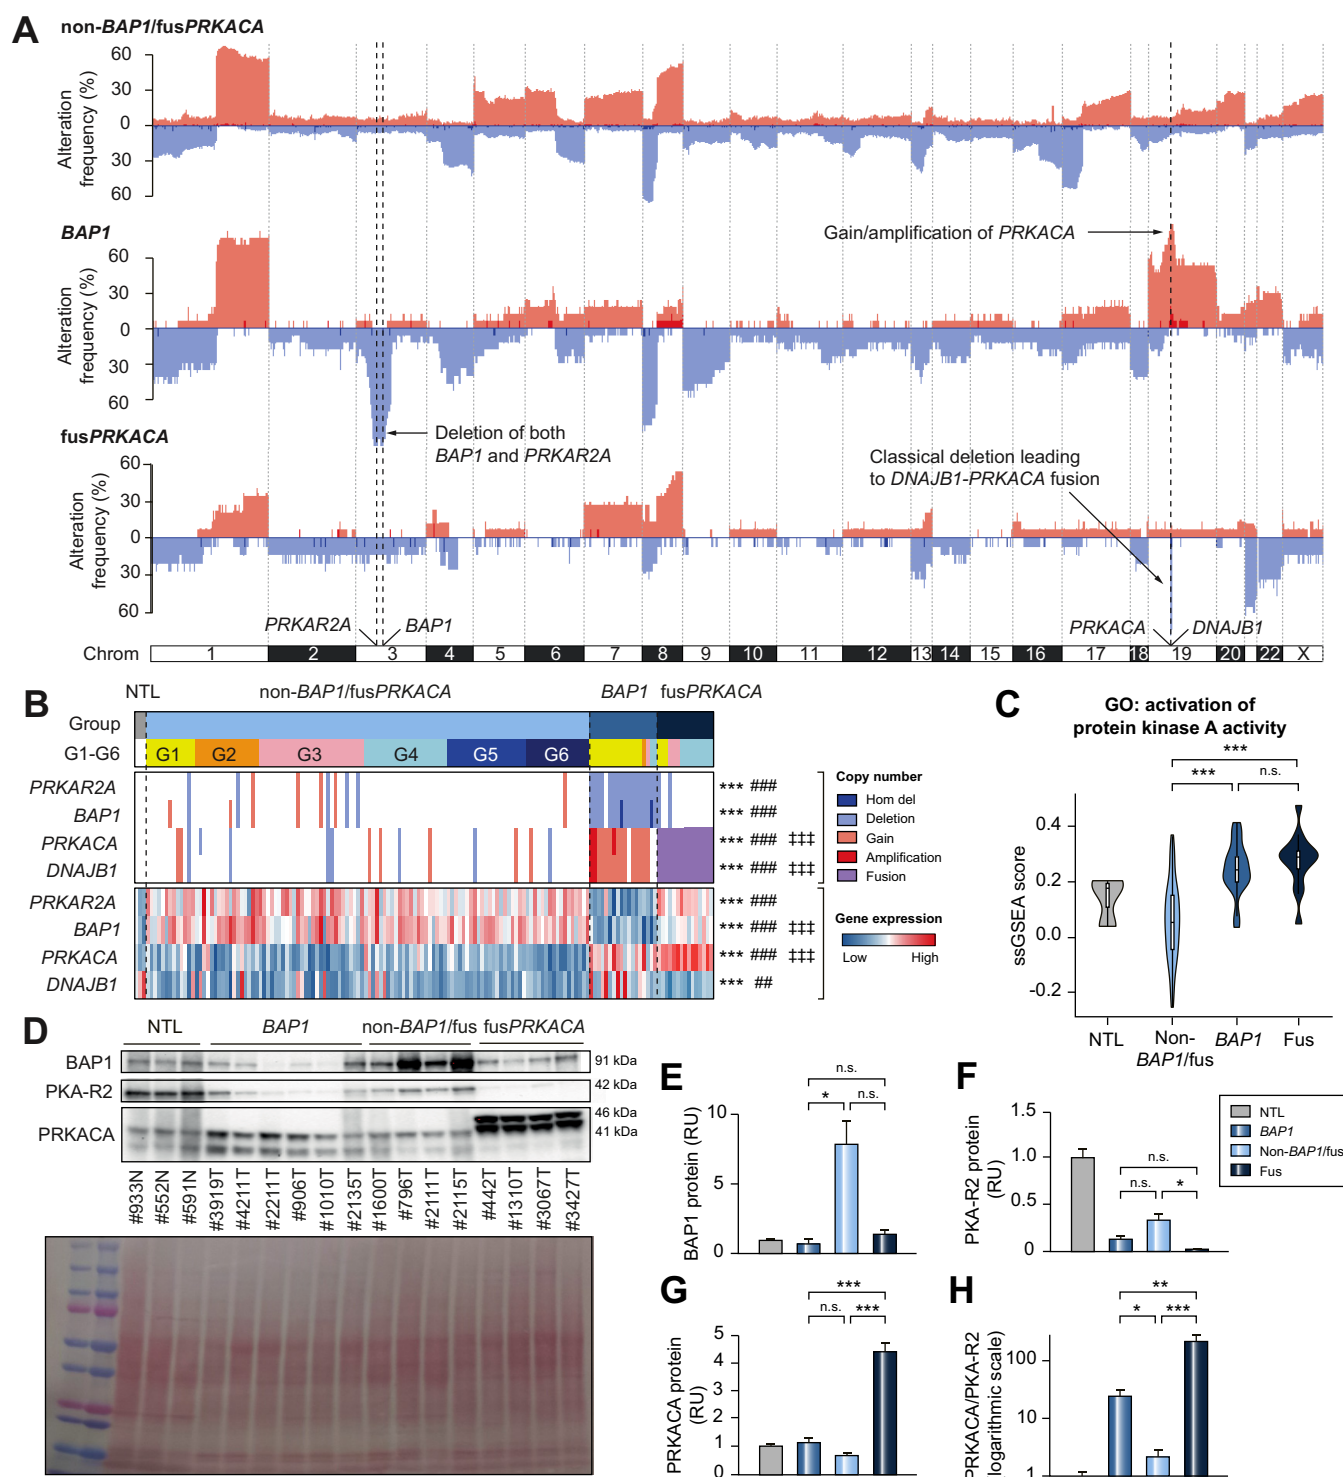 A
non-BAP1/fusPRKACA
Alteration
frequency (%)
60
30
0
30
60
BAP1
Gain/amplification of PRKACA
Alteration
frequency (%)
60
30
0
30
60
Deletion of both
BAP1 and PRKAR2A
fusPRKACA
Classical deletion leading
to DNAJB1-PRKACA fusion
Alteration
frequency (%)
60
30
0
30
60
PRKAR2A BAP1 PRKACA DNAJB1
Chrom 1 2 3 4 5 6 7 8 9 10 11 12 13 14 15 16 17 18 19 20 22 X
B
NTL non-BAP1/fusPRKACA BAP1 fusPRKACA
Group
G1-G6 G1 G2 G3 G4 G5 G6
PRKAR2A *** ###
BAP1 *** ###
PRKACA *** ### ‡‡‡
DNAJB1 *** ### ‡‡‡
PRKAR2A *** ###
BAP1 *** ### ‡‡‡
PRKACA *** ### ‡‡‡
DNAJB1 *** ##
Copy number
Hom del
Deletion
Gain
Amplification
Fusion
Gene expression
Low High
C
GO: activation of
protein kinase A activity
***
*** n.s.
ssGSEA score
0.4
0.2
0.0
-0.2
NTL Non-BAP1/fus BAP1 Fus
D
NTL BAP1 non-BAP1/fus fusPRKACA
BAP1 91 kDa
PKA-R2 42 kDa
PRKACA 46 kDa
41 kDa
#933N #552N #591N #3919T #4211T #2211T #906T #1010T #2135T #1600T #796T #2111T #2115T #442T #1310T #3067T #3427T
E
n.s.
* n.s.
BAP1 protein (RU)
10
5
0
F
n.s.
n.s. *
PKA-R2 protein
(RU)
1.5
1.0
0.5
0
NTL
BAP1
Non-BAP1/fus
Fus
G
***
n.s. ***
PRKACA protein
(RU)
5
4
3
2
1
0
H
**
* ***
PRKACA/PKA-R2
logarithmic scale)
100
10
1